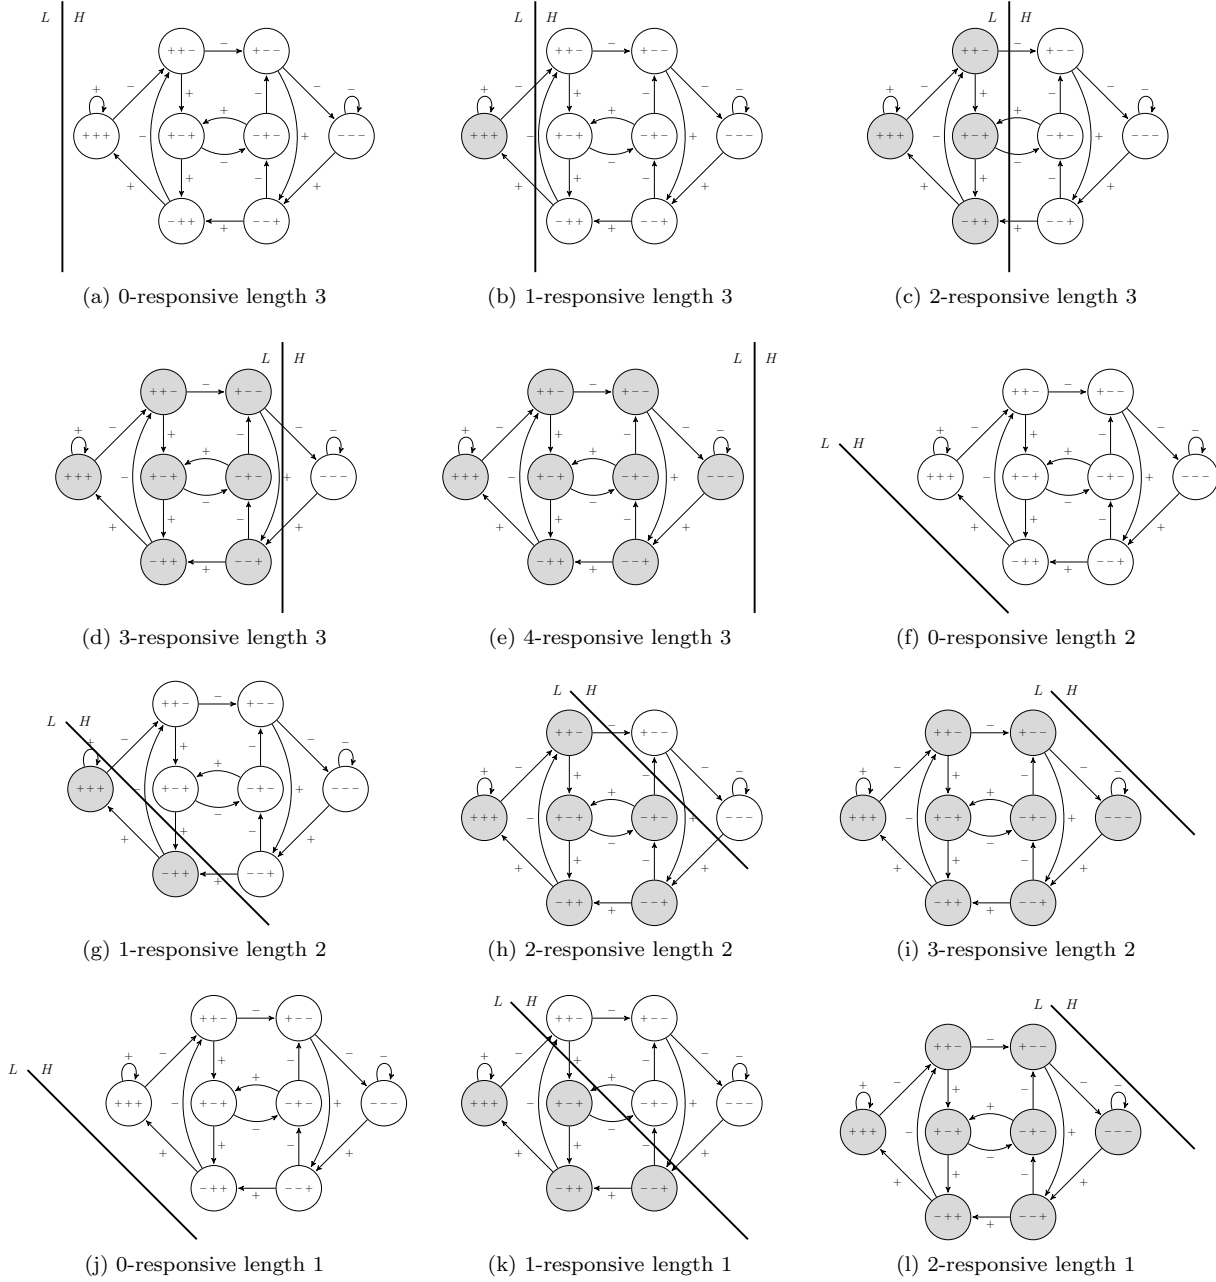 L H
−
++− +−−
+ − + − − −
+
+++ − +−+ −+− + −−−
−
+ + − +
−++ −−+
+
(a) 0-responsive length 3
L H
−
++− +−−
+ − + − − −
+
+++ − +−+ −+− + −−−
−
+ + − +
−++ −−+
+
(b) 1-responsive length 3
L H
−
++− +−−
+ − + − − −
+
+++ − +−+ −+− + −−−
−
+ + − +
−++ −−+
+
(c) 2-responsive length 3
L H
−
++− +−−
+ − + − − −
+
+++ − +−+ −+− + −−−
−
+ + − +
−++ −−+
+
(d) 3-responsive length 3
L H
−
++− +−−
+ − + − − −
+
+++ − +−+ −+− + −−−
−
+ + − +
−++ −−+
+
(e) 4-responsive length 3
−
++− +−−
+ − + − − −
L H
+
+++ − +−+ −+− + −−−
−
+ + − +
−++ −−+
+
(f) 0-responsive length 2
−
++− +−−
L H
+ − + − − −
+
+++ − +−+ −+− + −−−
−
+ + − +
−++ −−+
+
(g) 1-responsive length 2
L H
−
++− +−−
+ − + − − −
+
+++ − +−+ −+− + −−−
−
+ + − +
−++ −−+
+
(h) 2-responsive length 2
L H
−
++− +−−
+ − + − − −
+
+++ − +−+ −+− + −−−
−
+ + − +
−++ −−+
+
(i) 3-responsive length 2
−
++− +−−
+ − + − − −
L H
+
+++ − +−+ −+− + −−−
−
+ + − +
−++ −−+
+
(j) 0-responsive length 1
L H
−
++− +−−
+ − + − − −
+
+++ − +−+ −+− + −−−
−
+ + − +
−++ −−+
+
(k) 1-responsive length 1
L H
−
++− +−−
+ − + − − −
+
+++ − +−+ −+− + −−−
−
+ + − +
−++ −−+
+
(l) 2-responsive length 1